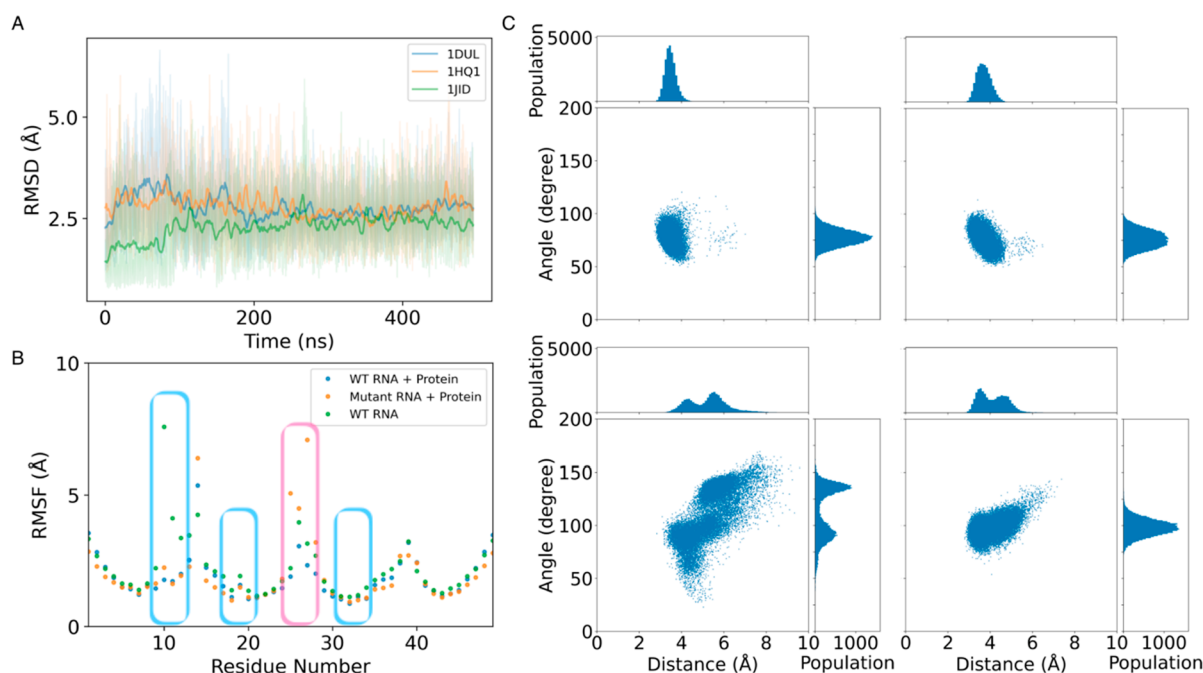 A
RMSD (Å)
5.0
2.5
1DUL
1HQ1
1JID
0
200
400
Time (ns)
B
RMSF (Å)
10
5
0
WT RNA + Protein
Mutant RNA + Protein
WT RNA
10
20
30
40
Residue Number
C
Population
5000
Angle (degree)
200
150
100
50
0
Population
5000
Angle (degree)
200
150
100
50
0
0
2
4
6
8
10
Distance (Å)
1000
Population
0
2
4
6
8
10
Distance (Å)
1000
Population